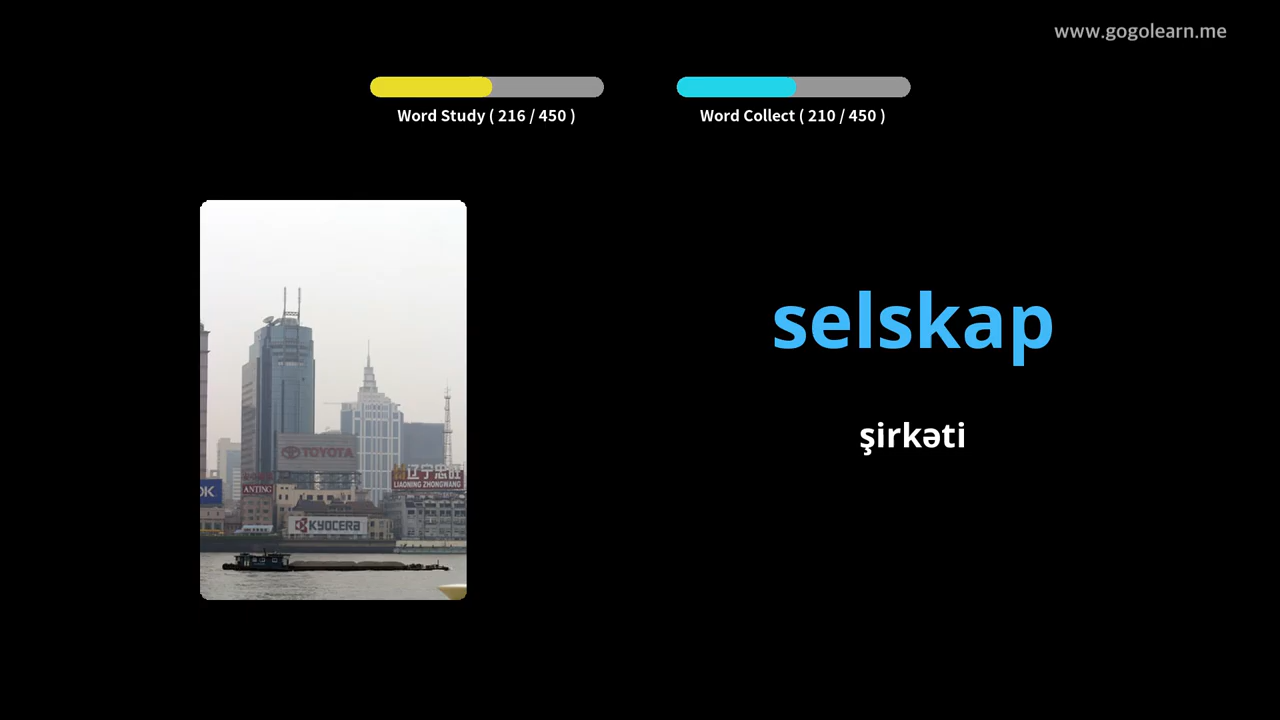 www.gogolearn.me
Word Study ( 216 / 450 )
Word Collect ( 210 / 450 )
selskap
şirkəti
TOYOTA
辽宁忠旺
LIAONING ZHONGWANG
OK
ANTING
KYOCERA